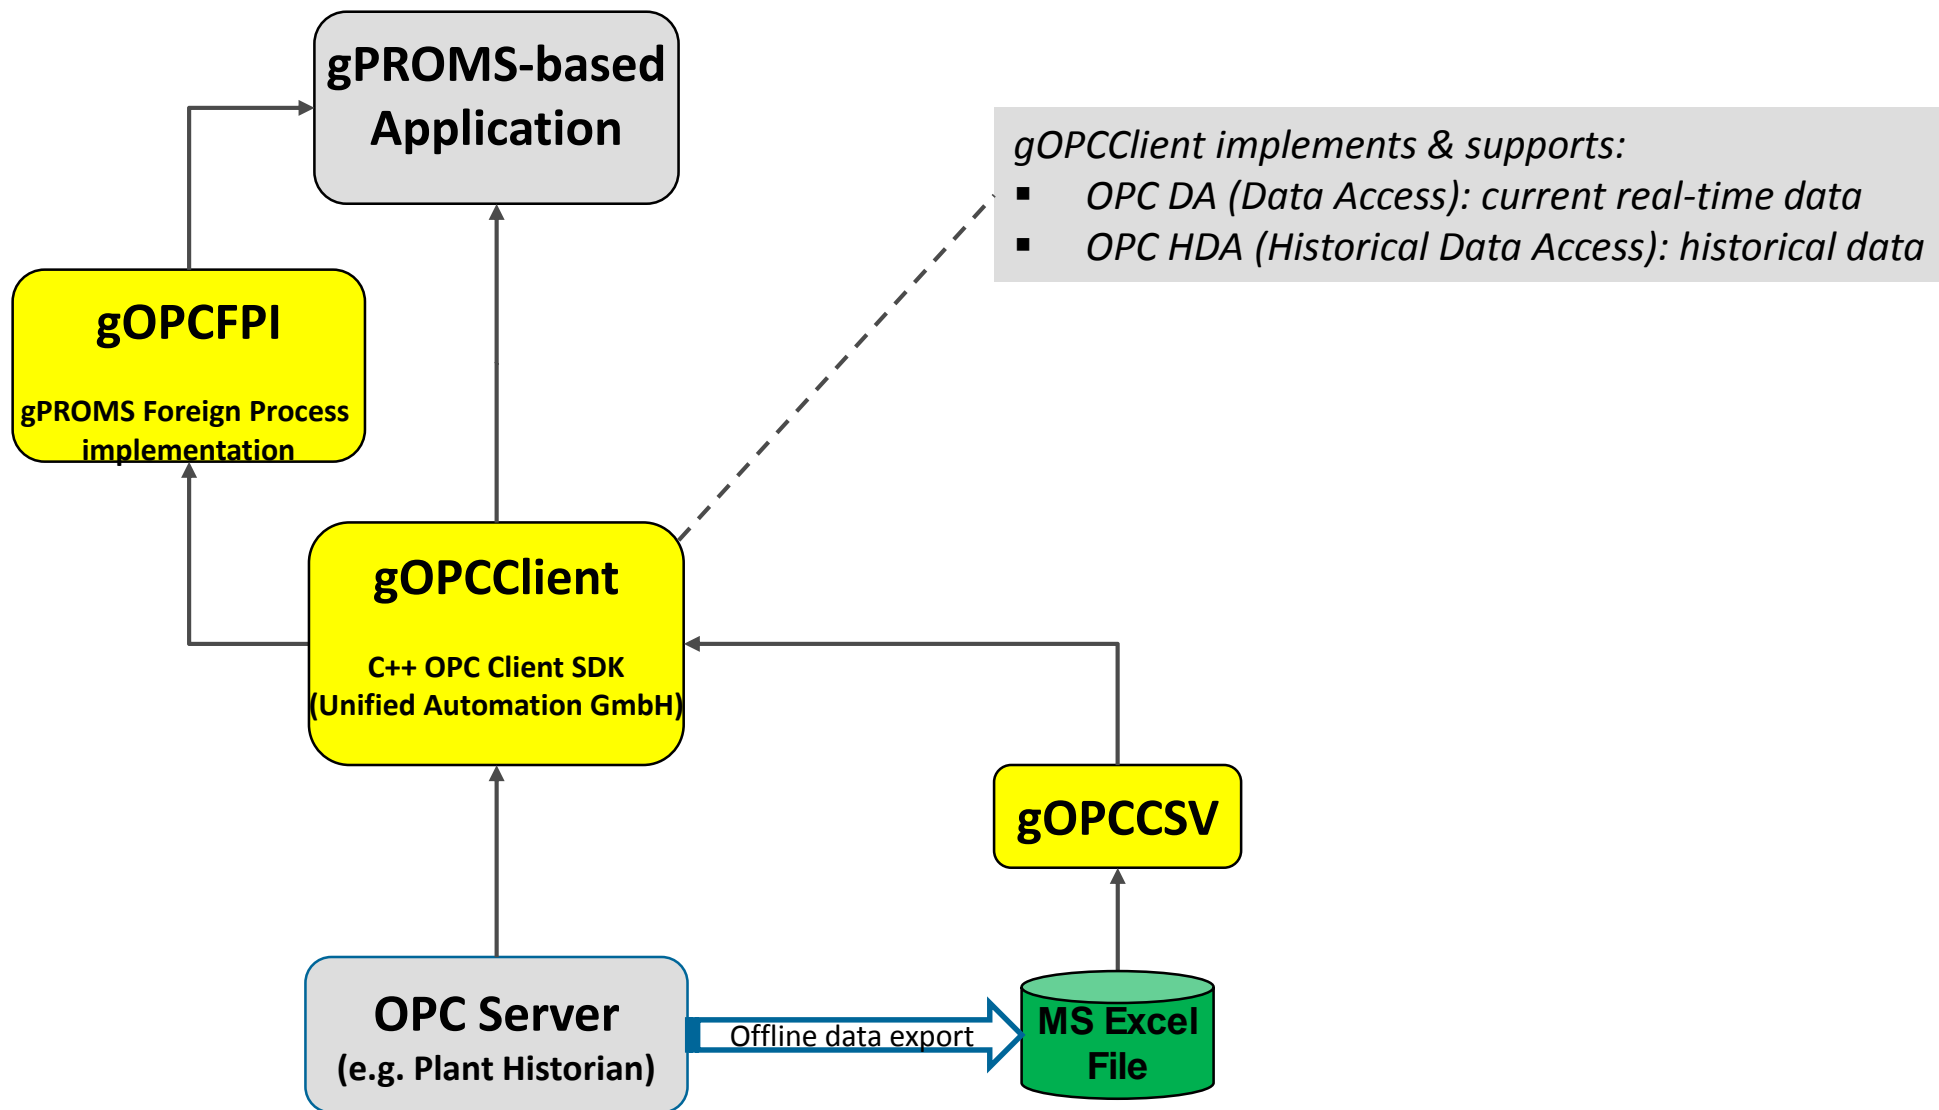 gPROMS-based
Application
gOPCClient implements & supports:
▪ OPC DA (Data Access): current real-time data
▪ OPC HDA (Historical Data Access): historical data
gOPCFPI
gPROMS Foreign Process
implementation
gOPCClient
C++ OPC Client SDK
(Unified Automation GmbH)
gOPCCSV
OPC Server
(e.g. Plant Historian)
Offline data export
MS Excel
File